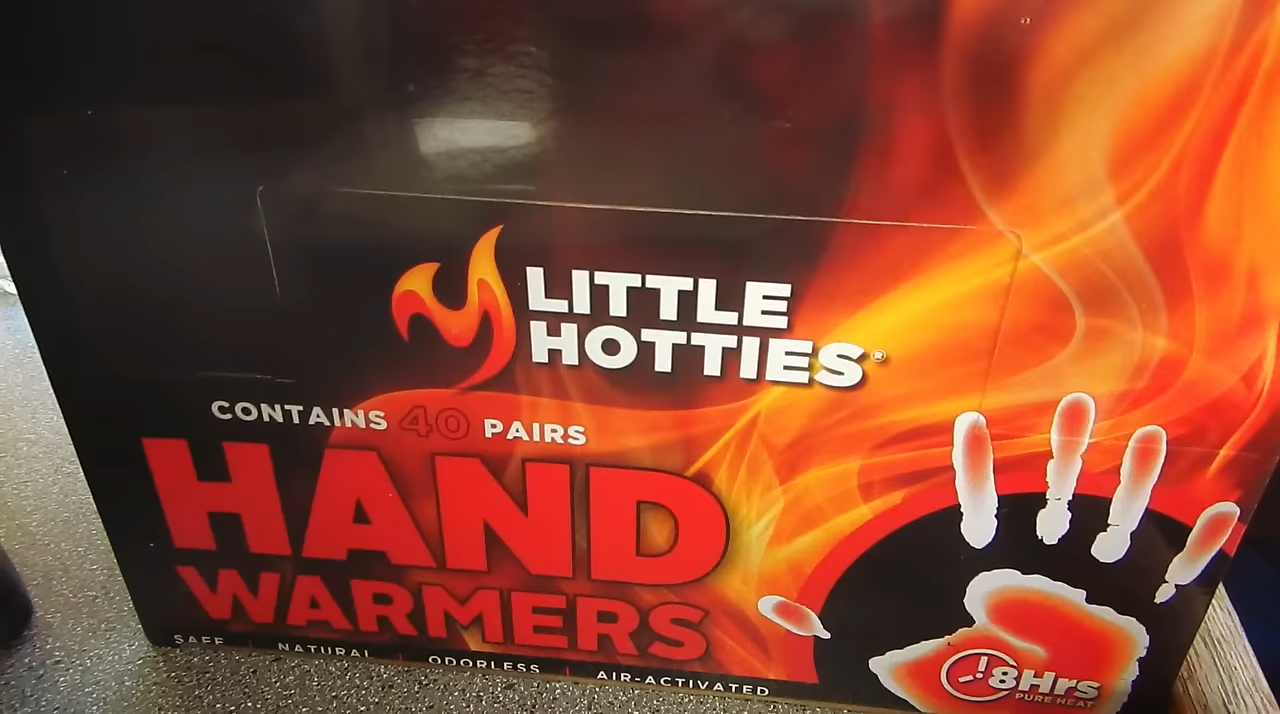 LITTLE
HOTTIES®
CONTAINS 40 PAIRS
HAND
WARMERS
SAFE | NATURAL | ODORLESS | AIR-ACTIVATED
8Hrs
PURE HEAT